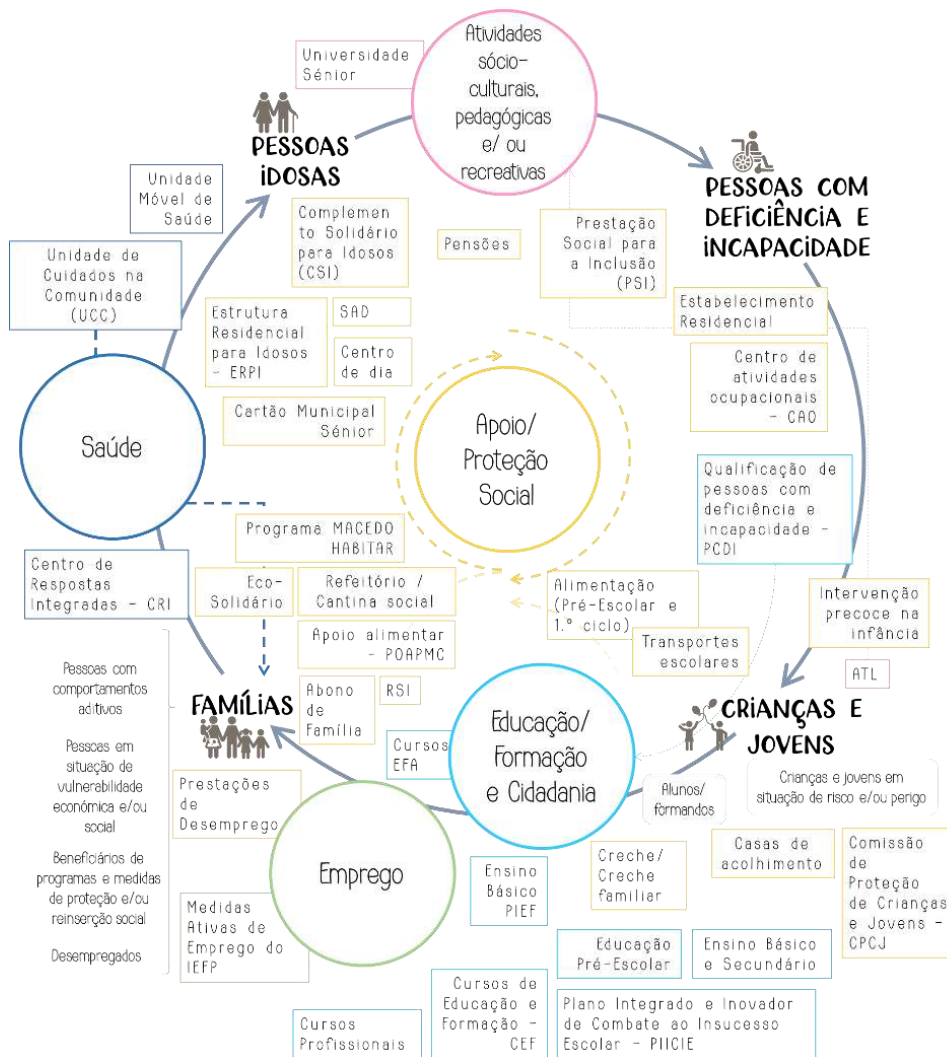 Atividades
sócio-
culturais,
pedagógicas
e/ ou
recreativas
Universidade
Sénior
PESSOAS
IDOSAS
PESSOAS COM
DEFICIÊNCIA E
INCAPACIDADE
Unidade
Móvel de
Saúde
Complemen
to Solidário
para Idosos
(CSI)
Pensões
Prestação
Social para
a Inclusão
(PSI)
Unidade de
Cuidados na
Comunidade
(UCC)
Estrutura
Residencial
para Idosos
- ERPI
SAD
Centro
de dia
Estabelecimento
Residencial
Centro de
atividades
ocupacionais
- CAO
Cartão Municipal
Sénior
Saúde
Apoio/
Proteção
Social
Qualificação de
pessoas com
deficiência e
incapacidade -
PCDI
Programa MACEDO
HABITAR
Centro de
Respostas
Integradas - CRI
Eco-
Solidário
Refeitório /
Cantina social
Alimentação
(Pré-Escolar e
1.º ciclo)
Intervenção
precoce na
infância
Apoio alimentar
- POAPMC
Transportes
escolares
ATL
Pessoas com
comportamentos
aditivos
FAMÍLIAS
Abono
de
Família
RSI
CRIANÇAS E
JOVENS
Educação/
Formação
e Cidadania
Cursos
EFA
Pessoas em
situação de
vulnerabilidade
económica e/ou
social
Prestações
de
Desemprego
Alunos/
formandos
Crianças e jovens em
situação de risco e/ou perigo
Emprego
Beneficiários de
programas e medidas
de proteção e/ou
reinserção social
Desempregados
Medidas
Ativas de
Emprego do
IEFP
Ensino
Básico
PIEF
Creche/
Creche
familiar
Casas de
acolhimento
Comissão
de
Proteção
de Crianças
e Jovens -
CPCJ
Educação
Pré-Escolar
Ensino Básico
e Secundário
Cursos de
Educação e
Formação -
CEF
Plano Integrado e Inovador
de Combate ao Insucesso
Escolar - PIICIE
Cursos
Profissionais